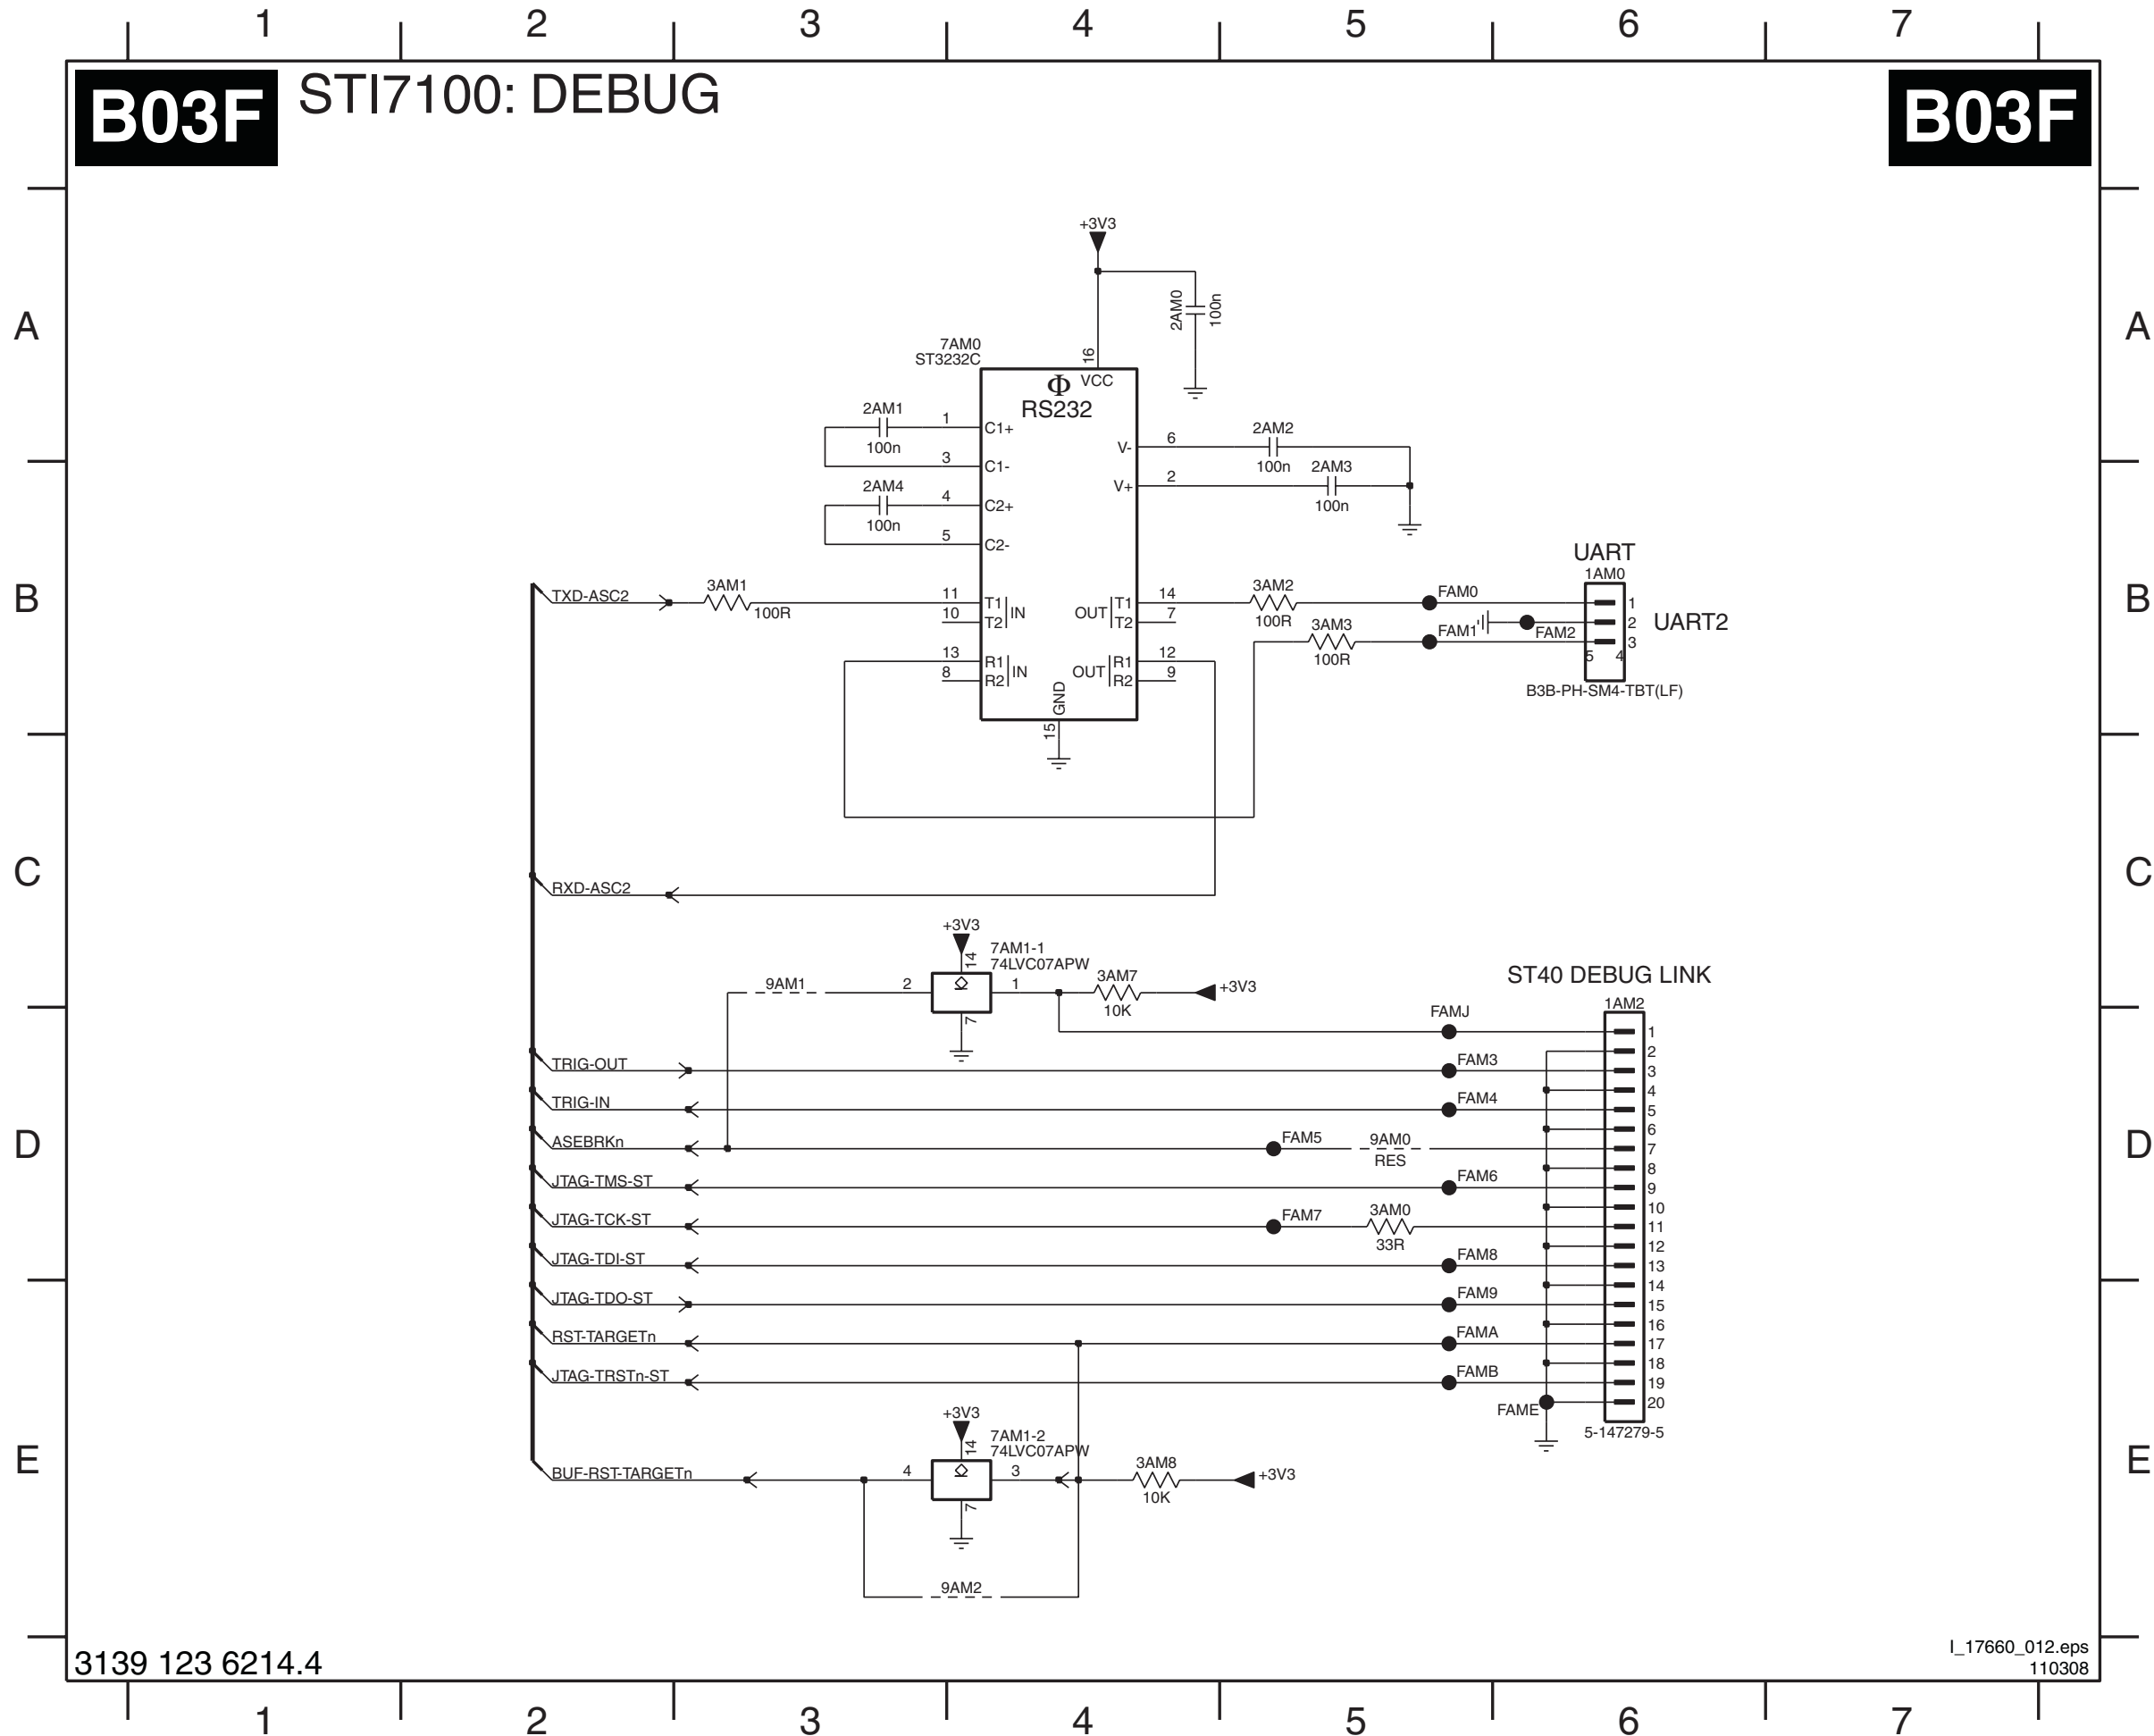 1 2 3 4 5 6 7
B03F STI7100: DEBUG B03F
+3V3
A A
2AM0 100n
7AM0
ST3232C
16
Φ VCC
RS232
2AM1 1 C1+
100n
3 C1-
V- 6 2AM2
100n
V+ 2 2AM3
100n
2AM4 4 C2+
100n
5 C2-
UART
1AM0
B B
TXD-ASC2 3AM1 100R 11 T1 IN
10 T2
OUT T1 14 3AM2 100R FAM0 1
T2 7 FAM2 2 UART2
3AM3 100R FAM1 3
5 4
13 R1 IN
8 R2
OUT R1 12
R2 9
B3B-PH-SM4-TBT(LF)
GND
15
C C
RXD-ASC2
+3V3
14
7AM1-1
74LVC07APW
9AM1 2 1 3AM7 +3V3
10K
7
ST40 DEBUG LINK
1AM2
FAMJ 1
2
TRIG-OUT FAM3 3
4
TRIG-IN FAM4 5
6
D D
ASEBRKn FAM5 9AM0 7
RES
8
JTAG-TMS-ST FAM6 9
10
JTAG-TCK-ST FAM7 3AM0 11
33R
12
JTAG-TDI-ST FAM8 13
14
JTAG-TDO-ST FAM9 15
16
RST-TARGETn FAMA 17
18
JTAG-TRSTn-ST FAMB 19
FAME 20
5-147279-5
+3V3
14
7AM1-2
74LVC07APW
E E
BUF-RST-TARGETn 4 3 3AM8 +3V3
10K
7
9AM2
3139 123 6214.4
I_17660_012.eps
110308
1 2 3 4 5 6 7